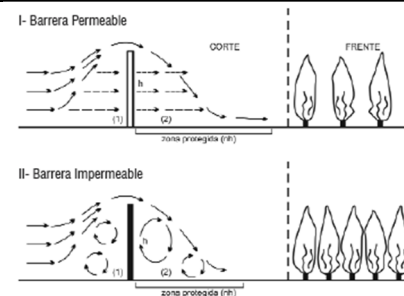 I- Barrera Permeable
CORTE
FRENTE
h
(1)
(2)
zona protegida (nh)
II- Barrera Impermeable
h
(1)
(2)
zona protegida (nh)